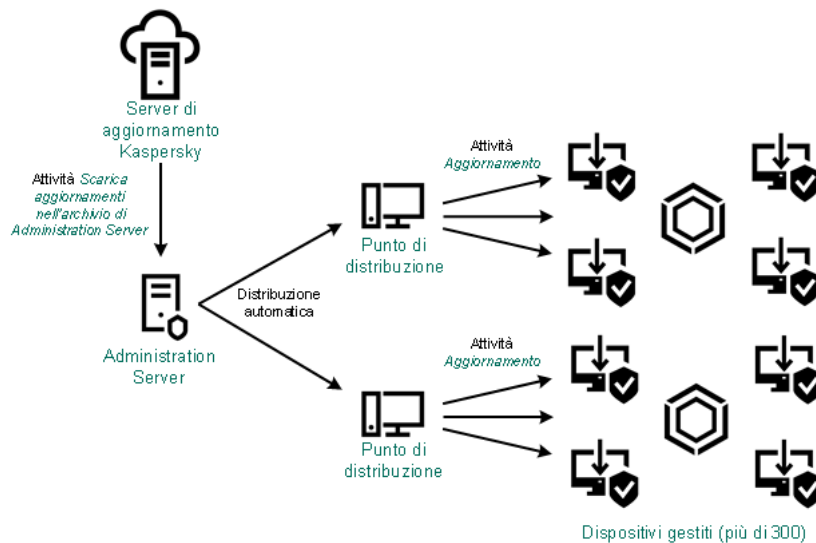 Server di
aggiornamento
Kaspersky
Attività Scarica
aggiornamenti
nell'archivio di
Administration Server
Administration
Server
Distribuzione
automatica
Punto di
distribuzione
Attività
Aggiornamento
Punto di
distribuzione
Attività
Aggiornamento
Dispositivi gestiti (più di 300)